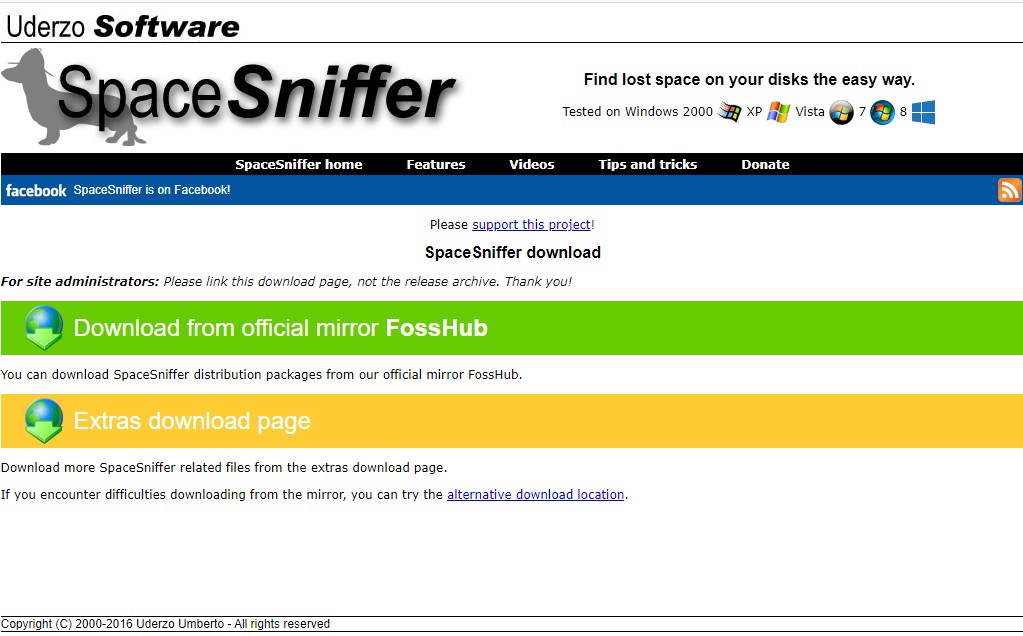 Uderzo Software
SpaceSniffer
Find lost space on your disks the easy way.
Tested on Windows 2000 XP Vista 7 8
SpaceSniffer home Features Videos Tips and tricks Donate
facebook SpaceSniffer is on Facebook!
Please support this project!
SpaceSniffer download
For site administrators: Please link this download page, not the release archive. Thank you!
Download from official mirror FossHub
You can download SpaceSniffer distribution packages from our official mirror FossHub.
Extras download page
Download more SpaceSniffer related files from the extras download page.
If you encounter difficulties downloading from the mirror, you can try the alternative download location.
Copyright (C) 2000-2016 Uderzo Umberto - All rights reserved